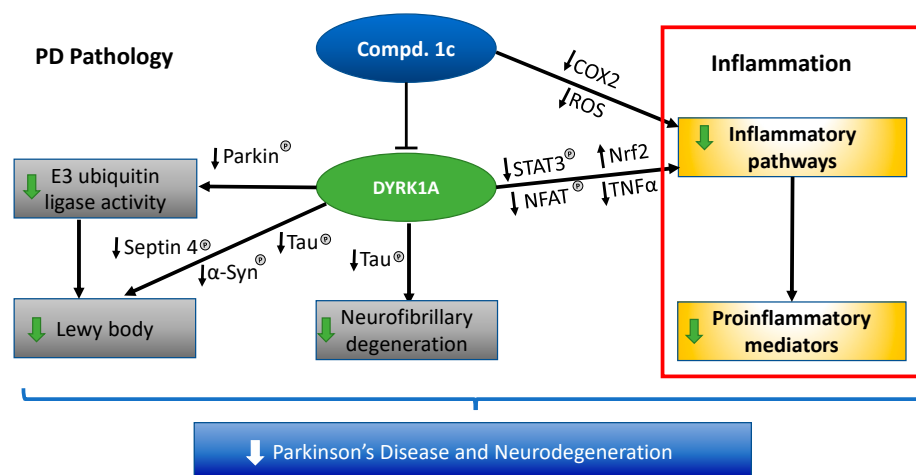 PD Pathology
Compd. 1c
Inflammation
↓COX2
↓ROS
↓Parkin℗
DYRK1A
↓STAT3℗
↑Nrf2
↓NFAT℗
↓TNFα
Inflammatory
pathways
E3 ubiquitin
ligase activity
↓Septin 4℗
↓α-Syn℗
↓Tau℗
↓Tau℗
Lewy body
Neurofibrillary
degeneration
Proinflammatory
mediators
Parkinson's Disease and Neurodegeneration